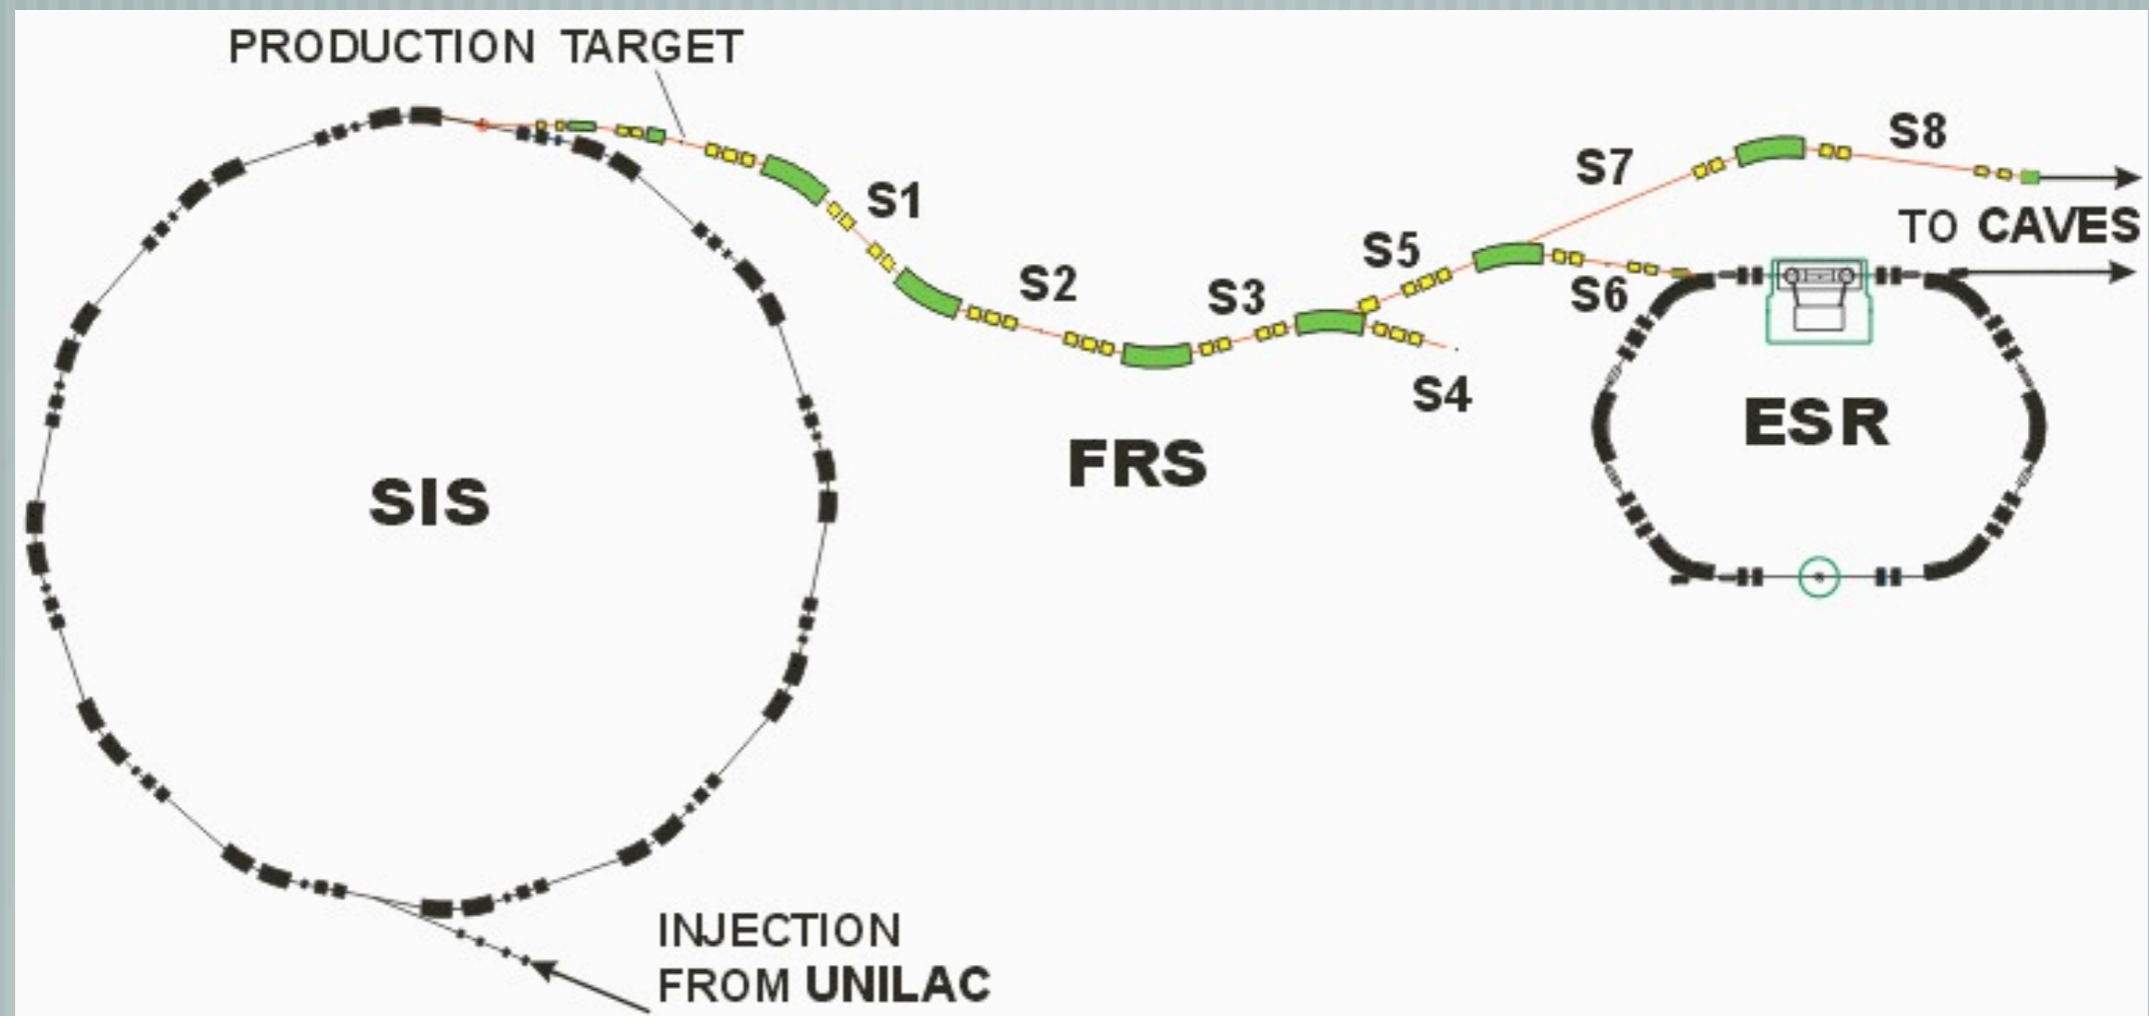 PRODUCTION TARGET
S1
S2
S3
S4
S5
S6
S7
S8
TO CAVES
SIS
FRS
ESR
INJECTION
FROM UNILAC